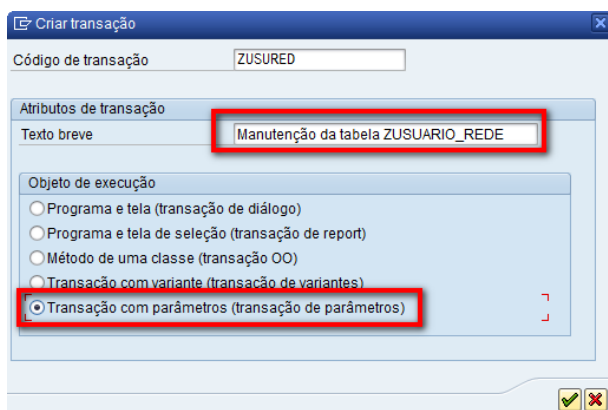 Criar transação
Código de transação ZUSURED
Atributos de transação
Texto breve Manutenção da tabela ZUSUARIO_REDE
Objeto de execução
Programa e tela (transação de diálogo)
Programa e tela de seleção (transação de report)
Método de uma classe (transação OO)
Transação com variante (transação de variantes)
Transação com parâmetros (transação de parâmetros)